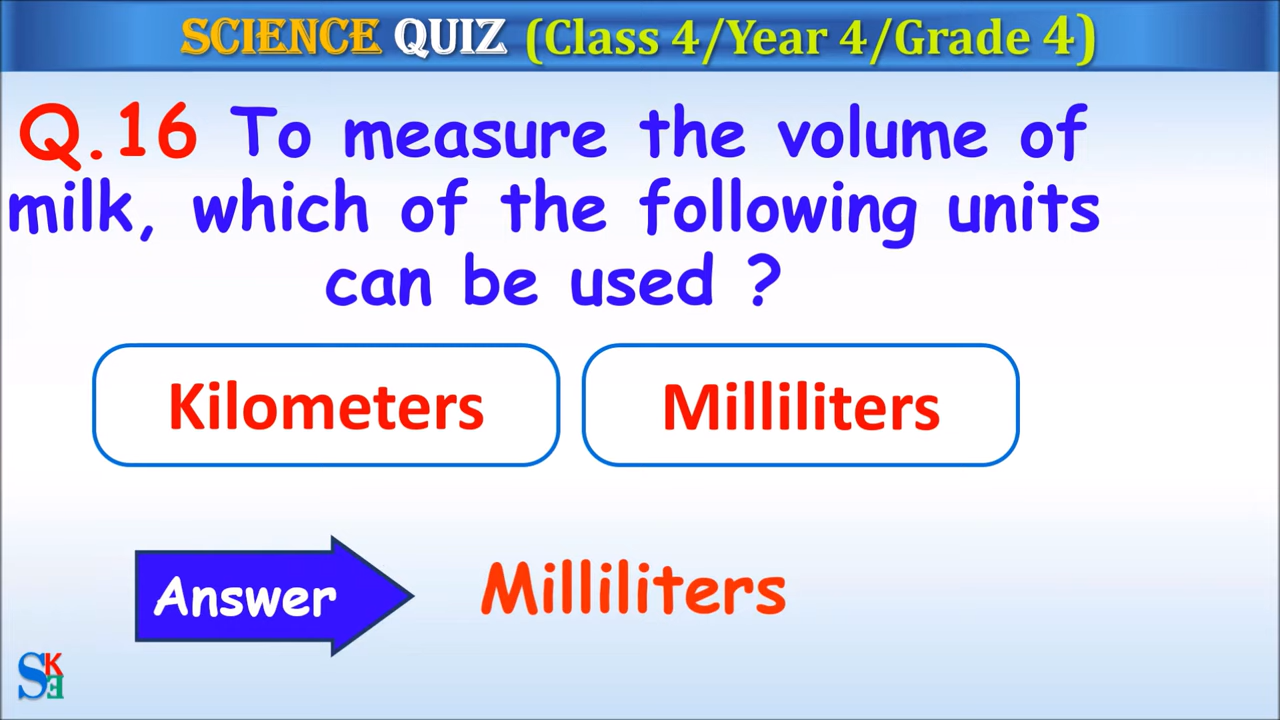 SCIENCE QUIZ (Class 4/Year 4/Grade 4)
Q.16 To measure the volume of
milk, which of the following units
can be used ?
Kilometers Milliliters
Answer Milliliters
SKE